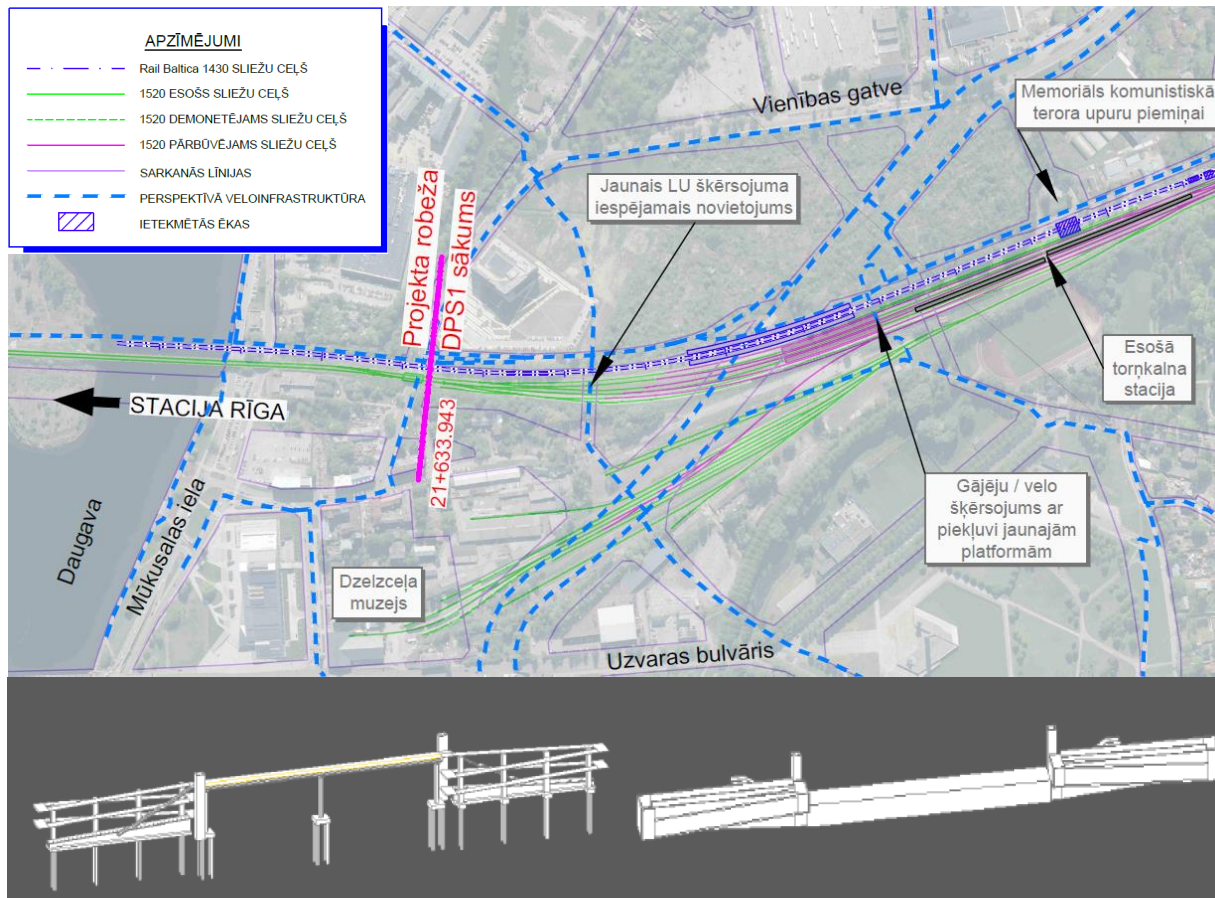 APZĪMĒJUMI
Rail Baltica 1430 SLIEŽU CEĻŠ
1520 ESOŠS SLIEŽU CEĻŠ
1520 DEMONETĒJAMS SLIEŽU CEĻŠ
1520 PĀRBŪVĒJAMS SLIEŽU CEĻŠ
SARKANĀS LĪNIJAS
PERSPEKTĪVĀ VELOINFRASTRUKTŪRA
IETEKMĒTĀS ĒKAS
Vienības gatve
Memoriāls komunistiskā
terora upuru piemiņai
Jaunais LU škērsojuma
iespējamais novietojums
Projekta robeža
DPS1 sākums
21+633.943
STACIJA RĪGA
Esošā
torņkalna
stacija
Gājēju / velo
šķērsojums ar
piekļuvi jaunajām
platformām
Daugava
Mūkusalas iela
Dzelzceļa
muzejs
Uzvaras bulvāris